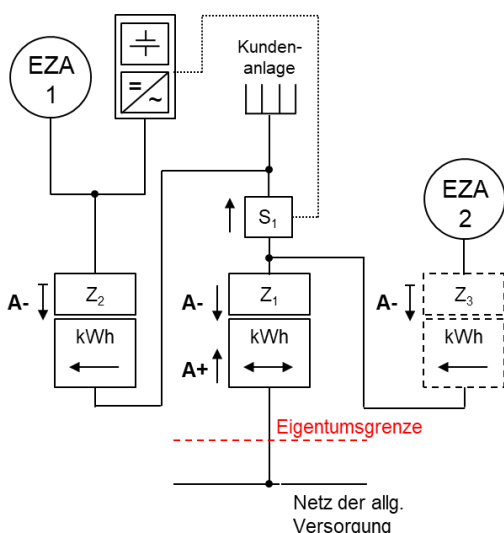 EZA
1
=
~
Kunden-
anlage
EZA
2
S₁
A-
Z₂
kWh
A-
Z₁
A+
kWh
A-
Z₃
kWh
Eigentumsgrenze
Netz der allg.
Versorgung